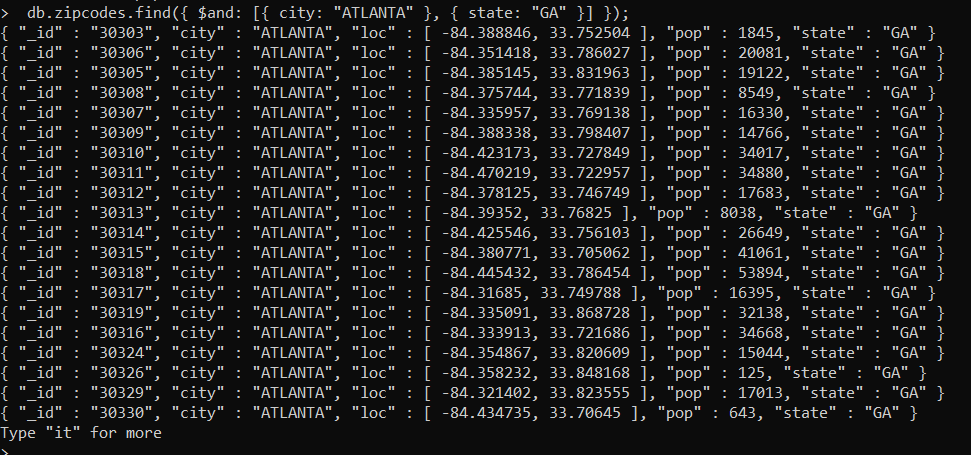 >  db.zipcodes.find({ $and: [{ city: "ATLANTA" }, { state: "GA" }] });
{ "_id" : "30303", "city" : "ATLANTA", "loc" : [ -84.388846, 33.752504 ], "pop" : 1845, "state" : "GA" }
{ "_id" : "30306", "city" : "ATLANTA", "loc" : [ -84.351418, 33.786027 ], "pop" : 20081, "state" : "GA" }
{ "_id" : "30305", "city" : "ATLANTA", "loc" : [ -84.385145, 33.831963 ], "pop" : 19122, "state" : "GA" }
{ "_id" : "30308", "city" : "ATLANTA", "loc" : [ -84.375744, 33.771839 ], "pop" : 8549, "state" : "GA" }
{ "_id" : "30307", "city" : "ATLANTA", "loc" : [ -84.335957, 33.769138 ], "pop" : 16330, "state" : "GA" }
{ "_id" : "30309", "city" : "ATLANTA", "loc" : [ -84.388338, 33.798407 ], "pop" : 14766, "state" : "GA" }
{ "_id" : "30310", "city" : "ATLANTA", "loc" : [ -84.423173, 33.727849 ], "pop" : 34017, "state" : "GA" }
{ "_id" : "30311", "city" : "ATLANTA", "loc" : [ -84.470219, 33.722957 ], "pop" : 34880, "state" : "GA" }
{ "_id" : "30312", "city" : "ATLANTA", "loc" : [ -84.378125, 33.746749 ], "pop" : 17683, "state" : "GA" }
{ "_id" : "30313", "city" : "ATLANTA", "loc" : [ -84.39352, 33.76825 ], "pop" : 8038, "state" : "GA" }
{ "_id" : "30314", "city" : "ATLANTA", "loc" : [ -84.425546, 33.756103 ], "pop" : 26649, "state" : "GA" }
{ "_id" : "30315", "city" : "ATLANTA", "loc" : [ -84.380771, 33.705062 ], "pop" : 41061, "state" : "GA" }
{ "_id" : "30318", "city" : "ATLANTA", "loc" : [ -84.445432, 33.786454 ], "pop" : 53894, "state" : "GA" }
{ "_id" : "30317", "city" : "ATLANTA", "loc" : [ -84.31685, 33.749788 ], "pop" : 16395, "state" : "GA" }
{ "_id" : "30319", "city" : "ATLANTA", "loc" : [ -84.335091, 33.868728 ], "pop" : 32138, "state" : "GA" }
{ "_id" : "30316", "city" : "ATLANTA", "loc" : [ -84.333913, 33.721686 ], "pop" : 34668, "state" : "GA" }
{ "_id" : "30324", "city" : "ATLANTA", "loc" : [ -84.354867, 33.820609 ], "pop" : 15044, "state" : "GA" }
{ "_id" : "30326", "city" : "ATLANTA", "loc" : [ -84.358232, 33.848168 ], "pop" : 125, "state" : "GA" }
{ "_id" : "30329", "city" : "ATLANTA", "loc" : [ -84.321402, 33.823555 ], "pop" : 17013, "state" : "GA" }
{ "_id" : "30330", "city" : "ATLANTA", "loc" : [ -84.434735, 33.70645 ], "pop" : 643, "state" : "GA" }
Type "it" for more
>